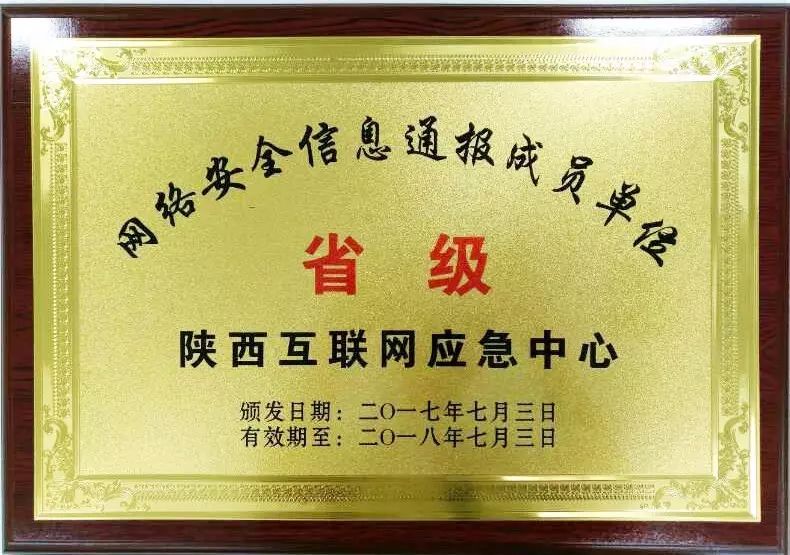 网络安全信息通报成员单位
省级
陕西互联网应急中心
颁发日期：二〇一七年七月三日
有效期至：二〇一八年七月三日